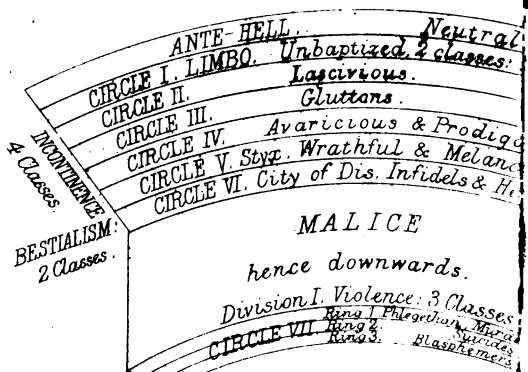 ANTE-HELL. Neutral
CIRCLE I. LIMBO. Unbaptized, 2 classes:
CIRCLE II. Lascivious.
CIRCLE III. Gluttons.
CIRCLE IV. Avaricious & Prodiga
CIRCLE V. Styx. Wrathful & Melanc
CIRCLE VI. City of Dis. Infidels & He
INCONTINENCE
4 Classes.
BESTIALISM:
2 Classes.
MALICE
hence downwards.
Division I. Violence: 3 Classes:
CIRCLE VII Ring 1. Phlegethon, Murd
Ring 2. Suicides
Ring 3. Blasphemers